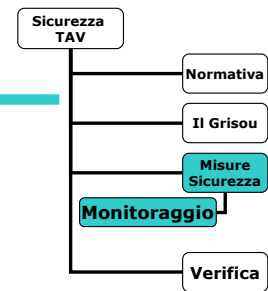 Sicurezza
TAV
Normativa
Il Grisou
Misure
Sicurezza
Monitoraggio
Verifica